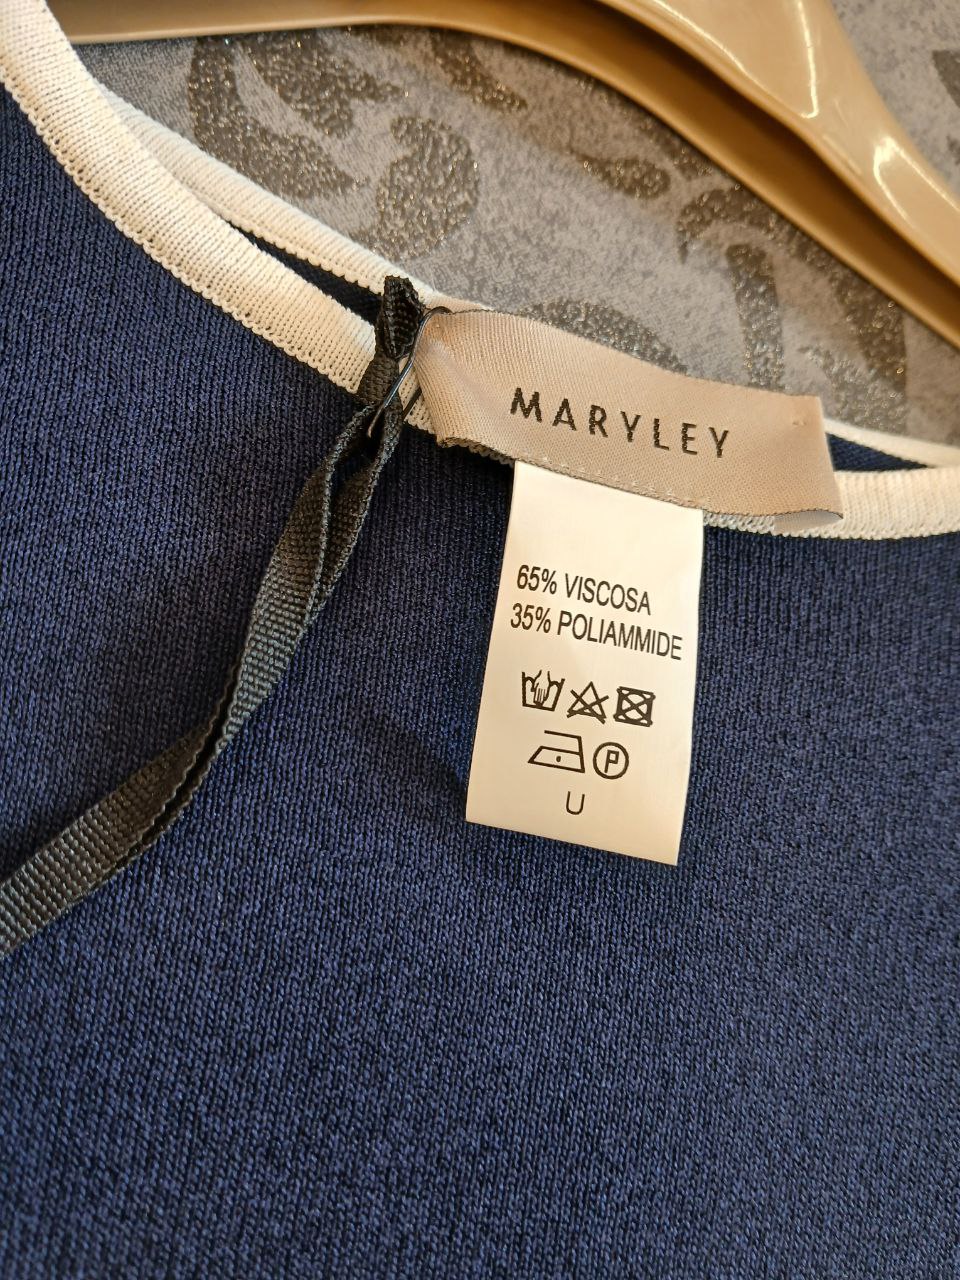 MARYLEY
65% VISCOSA
35% POLIAMMIDE
P
U